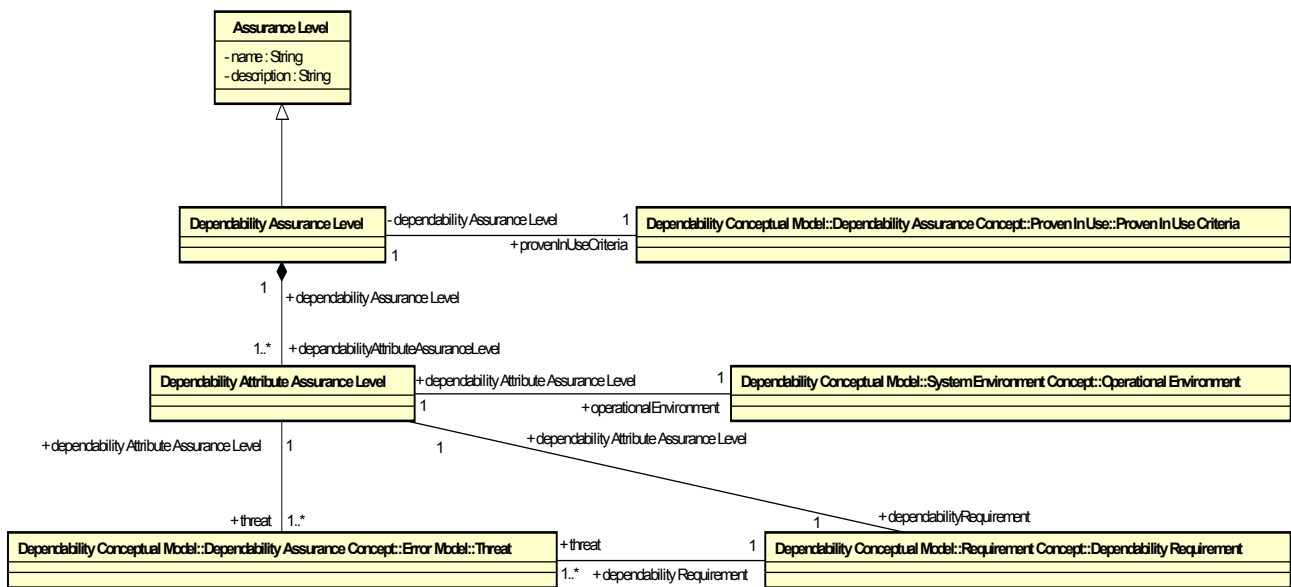 Assurance Level
- name : String
- description : String
Dependability Assurance Level
- dependability Assurance Level
1
Dependability Conceptual Model::Dependability Assurance Concept::Proven In Use::Proven In Use Criteria
1
+ provenInUseCriteria
1
+ dependability Assurance Level
1..*
+ depandabilityAttributeAssuranceLevel
Dependability Attribute Assurance Level
+ dependability Attribute Assurance Level
1
Dependability Conceptual Model::System Environment Concept::Operational Environment
1
+ operationalEnvironment
+ dependability Attribute Assurance Level
1
1
+ dependability Attribute Assurance Level
+ threat
1..*
1
+ dependabilityRequirement
Dependability Conceptual Model::Dependability Assurance Concept::Error Model::Threat
+ threat
1
Dependability Conceptual Model::Requirement Concept::Dependability Requirement
1..*
+ dependability Requirement